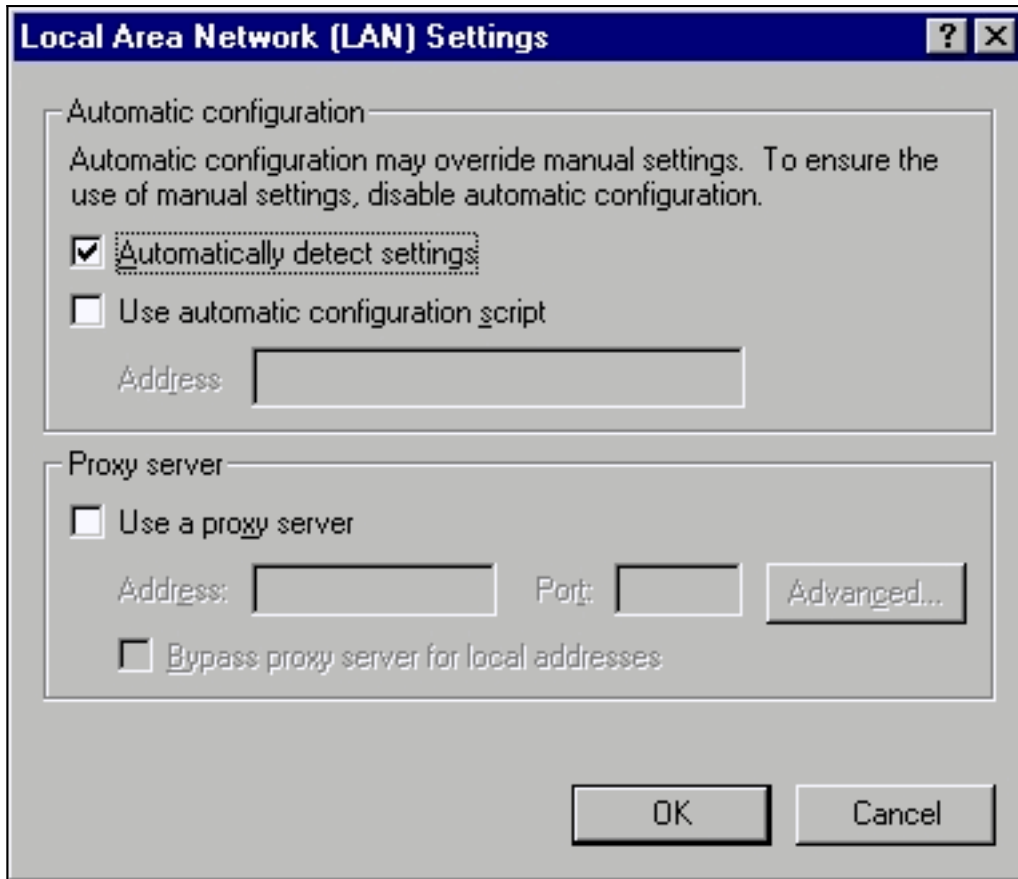 Local Area Network (LAN) Settings
Automatic configuration
Automatic configuration may override manual settings. To ensure the
use of manual settings, disable automatic configuration.
Automatically detect settings
Use automatic configuration script
Address
Proxy server
Use a proxy server
Address: Port: Advanced...
Bypass proxy server for local addresses
OK Cancel